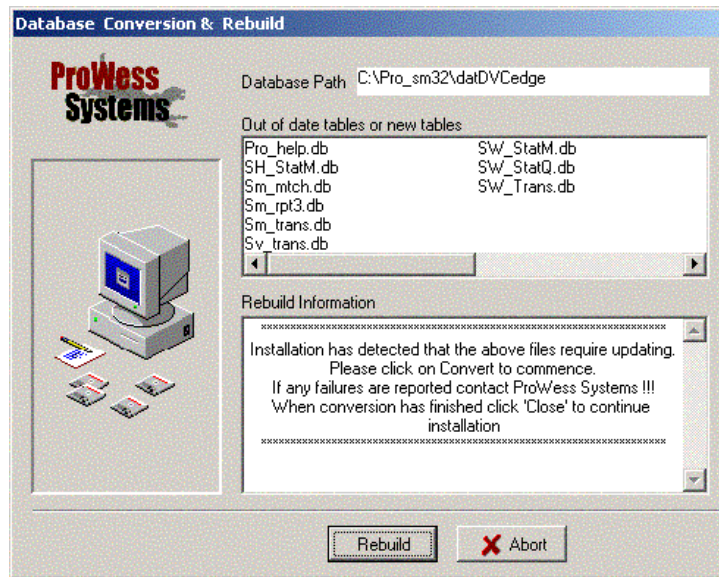 Database Conversion & Rebuild
ProWess
Systems
Database Path C:\Pro_sm32\datDVCedge
Out of date tables or new tables
Pro_help.db SW_StatM.db
SH_StatM.db SW_StatQ.db
Sm_mtch.db SW_Trans.db
Sm_rpt3.db
Sm_trans.db
Sv_trans.db
Rebuild Information
************************************************************************************
Installation has detected that the above files require updating.
Please click on Convert to commence.
If any failures are reported contact ProWess Systems !!!
When conversion has finished click 'Close' to continue
installation
************************************************************************************
Rebuild Abort